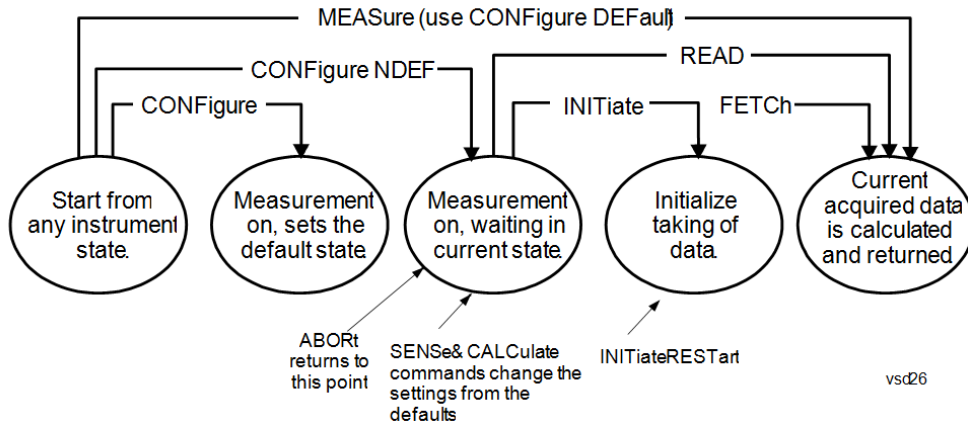 MEASure (use CONFigure DEFault)
CONFigure NDEF
READ
CONFigure
INITiate
FETCh
Start from
any instrument
state.
Measurement
on, sets the
default state.
Measurement
on, waiting in
current state.
Initialize
taking of
data.
Current
acquired data
is calculated
and returned.
ABORt
returns to
this point
SENSe& CALCulate
commands change the
settings from the
defaults
INITiateRESTart
vsd26